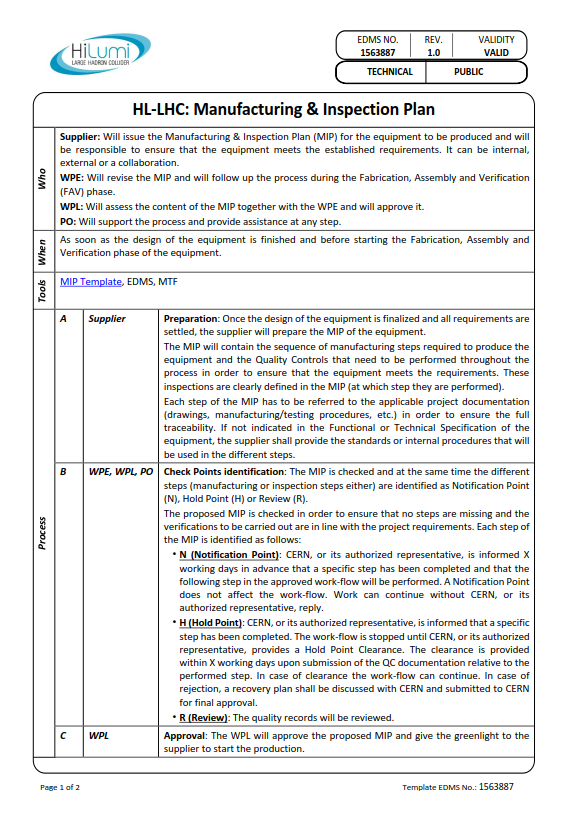 HiLumi
LARGE HADRON COLLIDER
EDMS NO. REV. VALIDITY
1563887 1.0 VALID
TECHNICAL PUBLIC
HL-LHC: Manufacturing & Inspection Plan
Who
Supplier: Will issue the Manufacturing & Inspection Plan (MIP) for the equipment to be produced and will
be responsible to ensure that the equipment meets the established requirements. It can be internal,
external or a collaboration.
WPE: Will revise the MIP and will follow up the process during the Fabrication, Assembly and Verification
(FAV) phase.
WPL: Will assess the content of the MIP together with the WPE and will approve it.
PO: Will support the process and provide assistance at any step.
When
As soon as the design of the equipment is finished and before starting the Fabrication, Assembly and
Verification phase of the equipment.
Tools
MIP Template, EDMS, MTF
Process
A Supplier Preparation: Once the design of the equipment is finalized and all requirements are
settled, the supplier will prepare the MIP of the equipment.
The MIP will contain the sequence of manufacturing steps required to produce the
equipment and the Quality Controls that need to be performed throughout the
process in order to ensure that the equipment meets the requirements. These
inspections are clearly defined in the MIP (at which step they are performed).
Each step of the MIP has to be referred to the applicable project documentation
(drawings, manufacturing/testing procedures, etc.) in order to ensure the full
traceability. If not indicated in the Functional or Technical Specification of the
equipment, the supplier shall provide the standards or internal procedures that will
be used in the different steps.
B WPE, WPL, PO Check Points identification: The MIP is checked and at the same time the different
steps (manufacturing or inspection steps either) are identified as Notification Point
(N), Hold Point (H) or Review (R).
The proposed MIP is checked in order to ensure that no steps are missing and the
verifications to be carried out are in line with the project requirements. Each step of
the MIP is identified as follows:
• N (Notification Point): CERN, or its authorized representative, is informed X
working days in advance that a specific step has been completed and that the
following step in the approved work-flow will be performed. A Notification Point
does not affect the work-flow. Work can continue without CERN, or its
authorized representative, reply.
• H (Hold Point): CERN, or its authorized representative, is informed that a specific
step has been completed. The work-flow is stopped until CERN, or its authorized
representative, provides a Hold Point Clearance. The clearance is provided
within X working days upon submission of the QC documentation relative to the
performed step. In case of clearance the work-flow can continue. In case of
rejection, a recovery plan shall be discussed with CERN and submitted to CERN
for final approval.
• R (Review): The quality records will be reviewed.
C WPL Approval: The WPL will approve the proposed MIP and give the greenlight to the
supplier to start the production.
Page 1 of 2 Template EDMS No.: 1563887